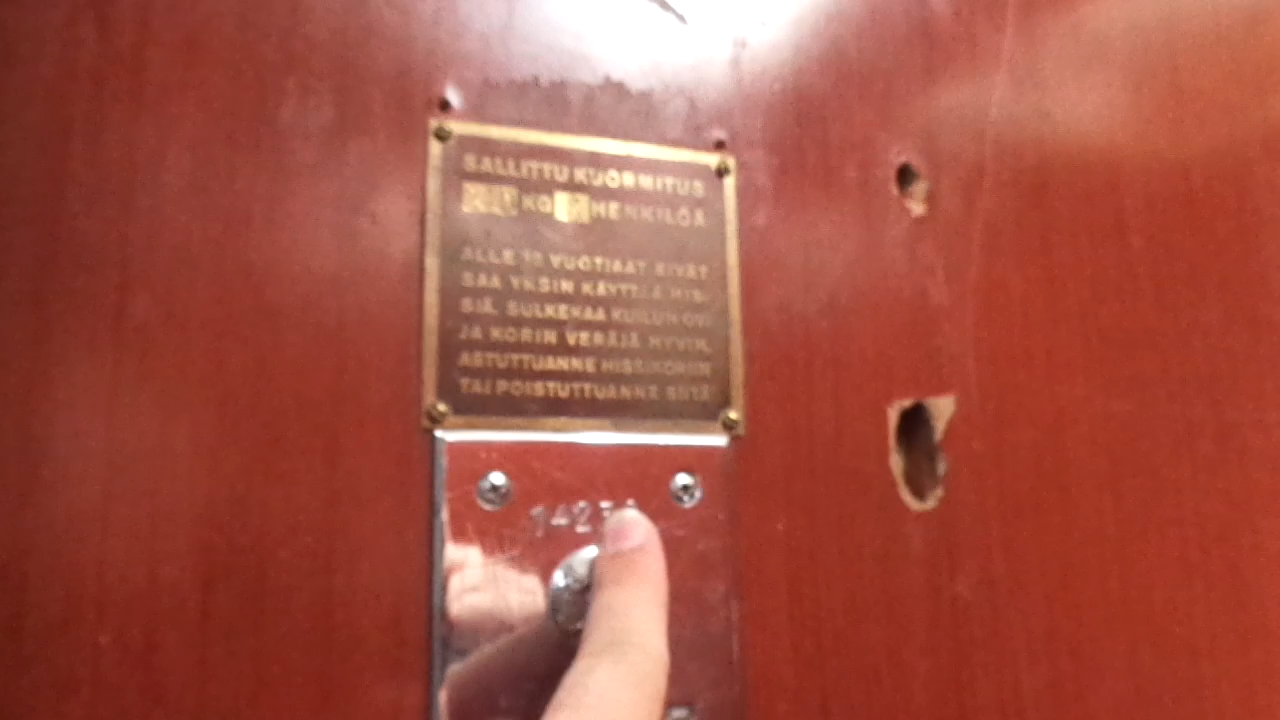 SALLITTU KUORMITUS
KG HENKILÖÄ
ALLE VUOTIAAT EIVÄT
SAA YKSIN KÄYTTÄÄ HIS-
SIÄ. SULKEKAA KUILUN OVI
JA KORIN VERÄJÄ HYVIN,
ASTUTTUANNE HISSIKORIIN
TAI POISTUTTUANNE SIITÄ